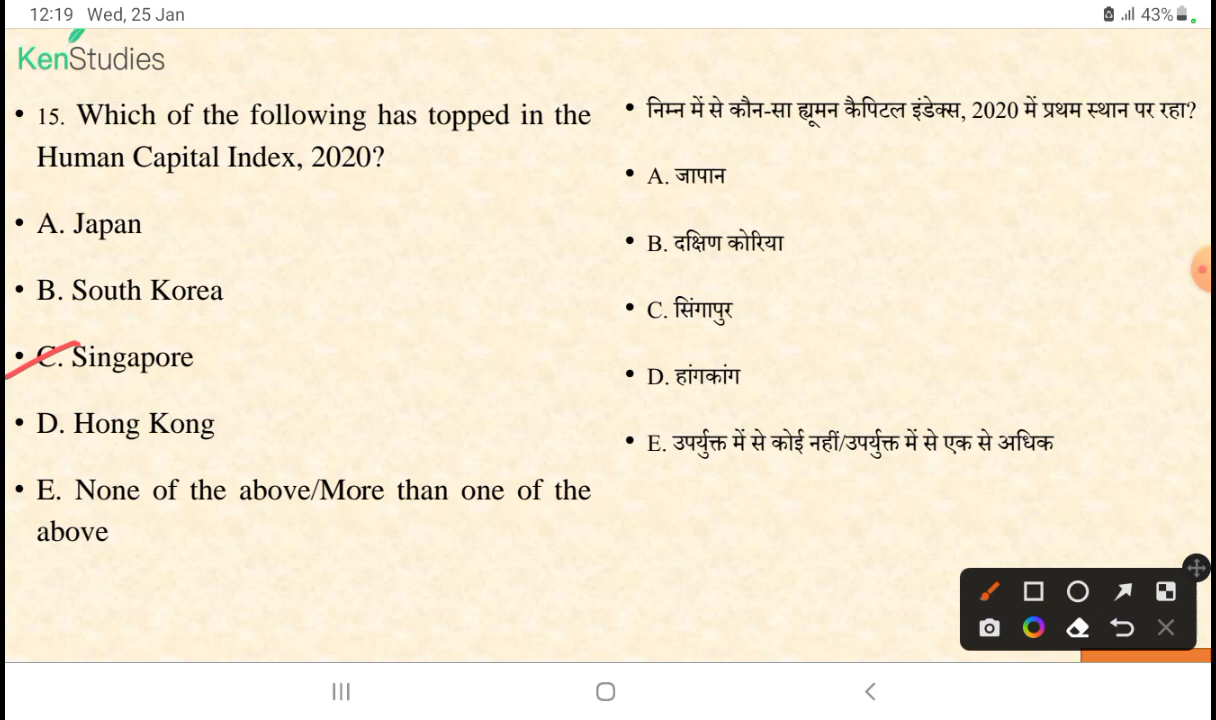 12:19 Wed, 25 Jan
43%
KenStudies
• 15. Which of the following has topped in the
Human Capital Index, 2020?
• A. Japan
• B. South Korea
• C. Singapore
• D. Hong Kong
• E. None of the above/More than one of the
above
• निम्न में से कौन-सा ह्यूमन कैपिटल इंडेक्स, 2020 में प्रथम स्थान पर रहा?
• A. जापान
• B. दक्षिण कोरिया
• C. सिंगापुर
• D. हांगकांग
• E. उपर्युक्त में से कोई नहीं/उपर्युक्त में से एक से अधिक